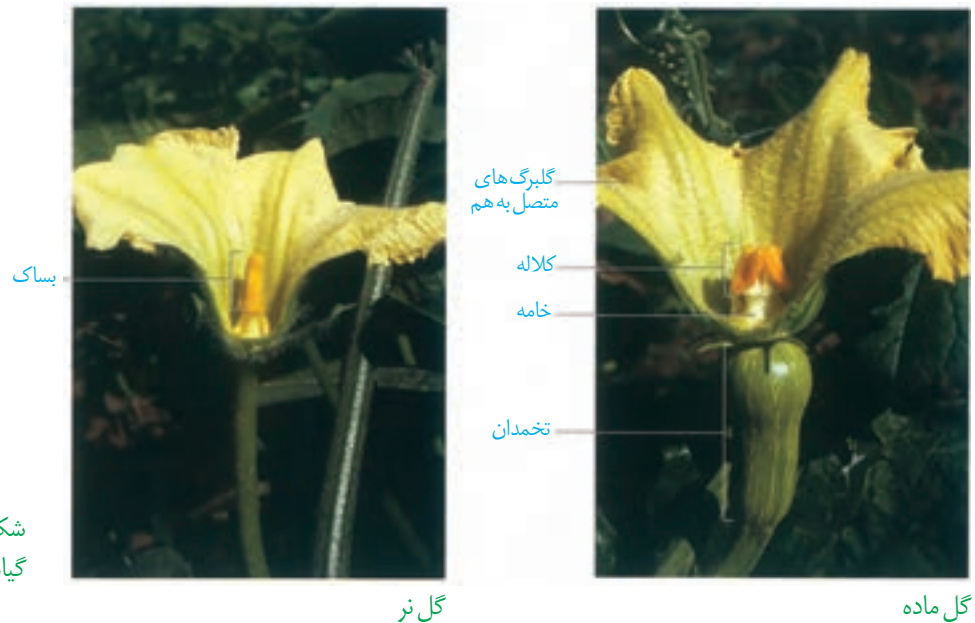 گلبرگ‌های
متصل به هم
کلاله
خامه
تخمدان
گل ماده
بساک
گل نر